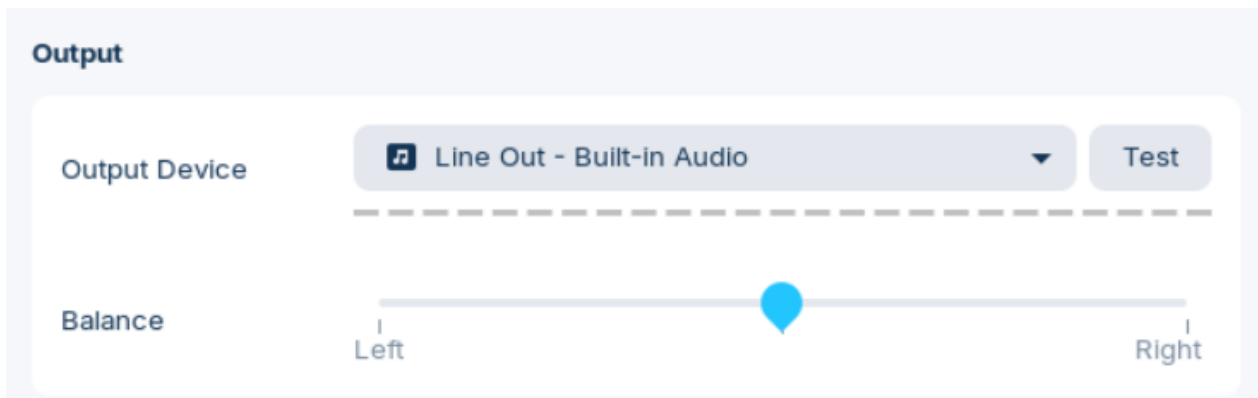 Output
Output Device
Line Out - Built-in Audio
Test
Balance
Left
Right